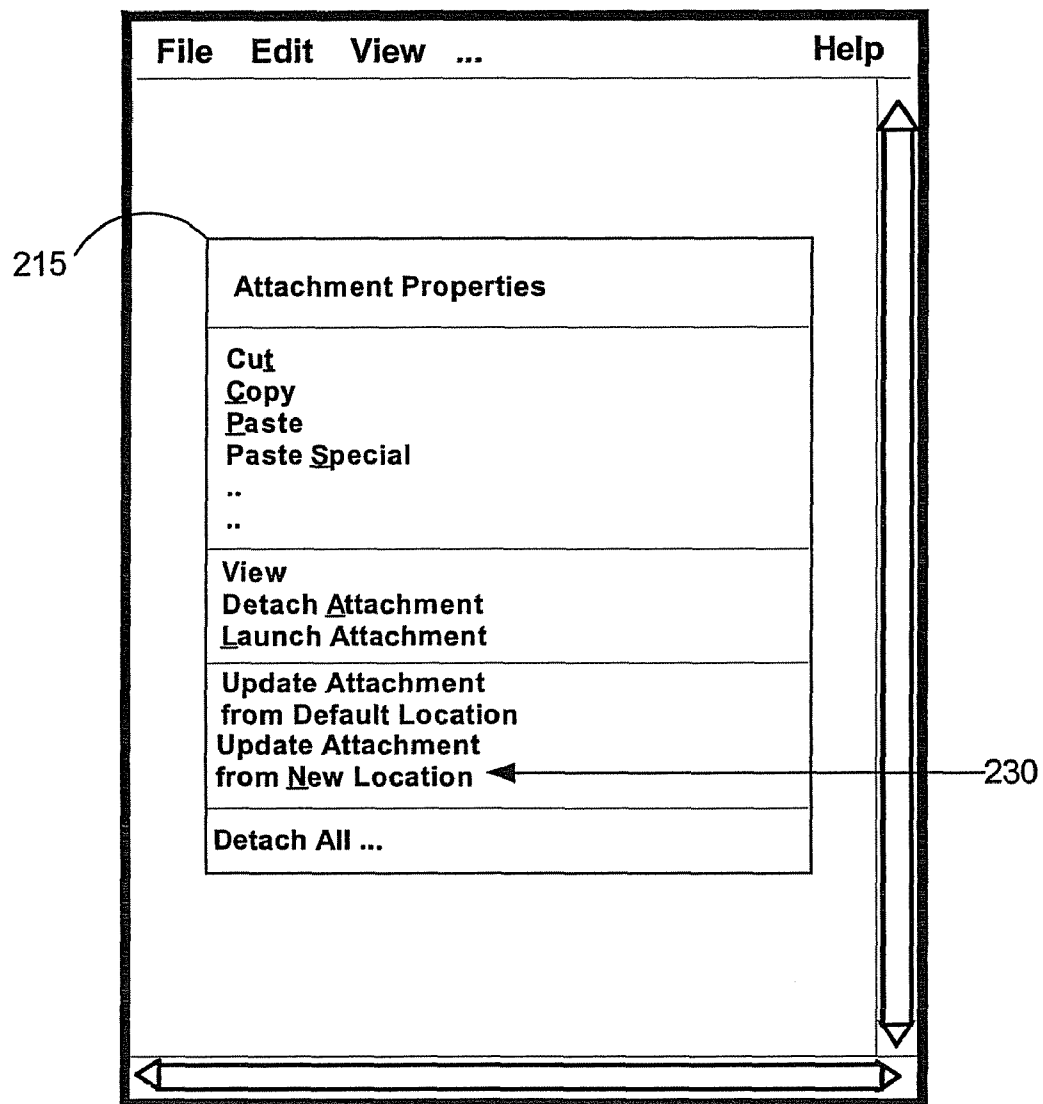 File Edit View ... Help
215
Attachment Properties
Cut
Copy
Paste
Paste Special
..
..
View
Detach Attachment
Launch Attachment
Update Attachment
from Default Location
Update Attachment
from New Location
230
Detach All ...